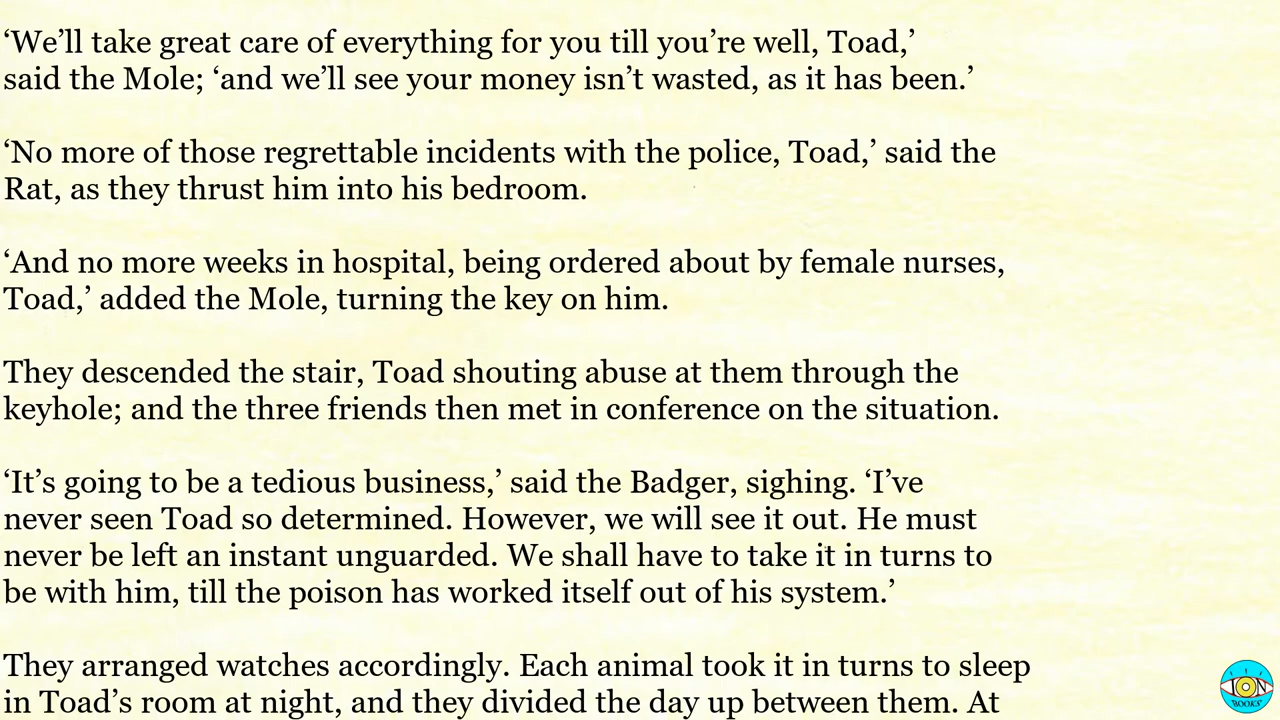 ‘We’ll take great care of everything for you till you’re well, Toad,’
said the Mole; ‘and we’ll see your money isn’t wasted, as it has been.’
‘No more of those regrettable incidents with the police, Toad,’ said the
Rat, as they thrust him into his bedroom.
‘And no more weeks in hospital, being ordered about by female nurses,
Toad,’ added the Mole, turning the key on him.
They descended the stair, Toad shouting abuse at them through the
keyhole; and the three friends then met in conference on the situation.
‘It’s going to be a tedious business,’ said the Badger, sighing. ‘I’ve
never seen Toad so determined. However, we will see it out. He must
never be left an instant unguarded. We shall have to take it in turns to
be with him, till the poison has worked itself out of his system.’
They arranged watches accordingly. Each animal took it in turns to sleep
in Toad’s room at night, and they divided the day up between them. At
ION
BOOKS